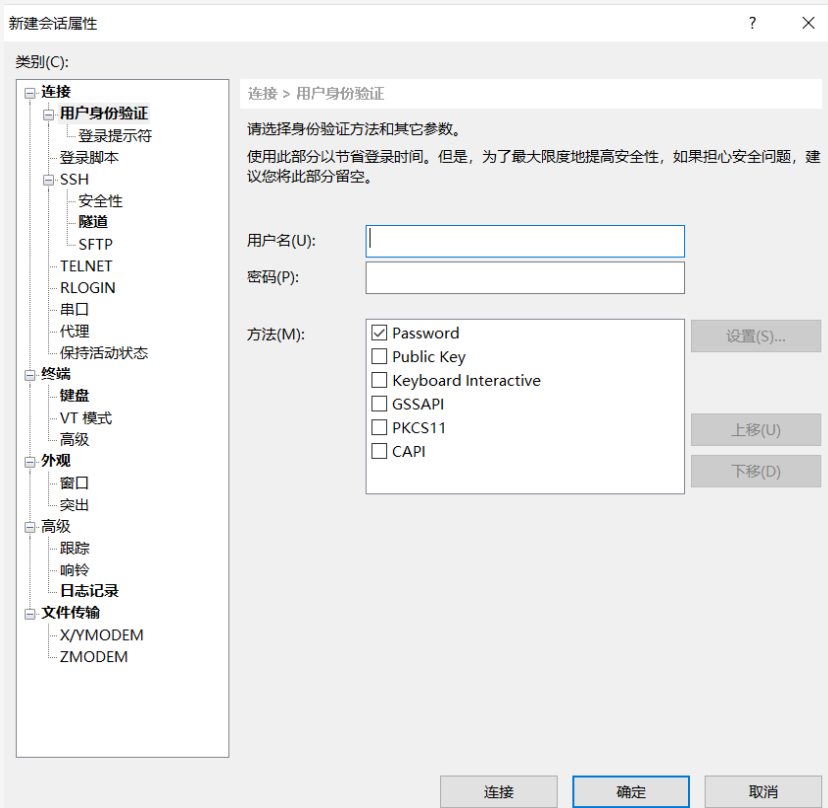 新建会话属性
?
类别(C):
连接
用户身份验证
登录提示符
登录脚本
SSH
安全性
隧道
SFTP
TELNET
RLOGIN
串口
代理
保持活动状态
终端
键盘
VT 模式
高级
外观
窗口
突出
高级
跟踪
响铃
日志记录
文件传输
X/YMODEM
ZMODEM
连接 > 用户身份验证
请选择身份验证方法和其它参数。
使用此部分以节省登录时间。但是，为了最大限度地提高安全性，如果担心安全问题，建
议您将此部分留空。
用户名(U):
密码(P):
方法(M):
Password
Public Key
Keyboard Interactive
GSSAPI
PKCS11
CAPI
设置(S)...
上移(U)
下移(D)
连接
确定
取消